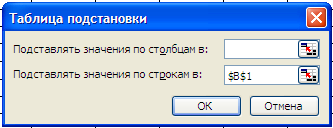 Таблица подстановки
Подставлять значения по столбцам в:
Подставлять значения по строкам в: $B$1
ОК Отмена